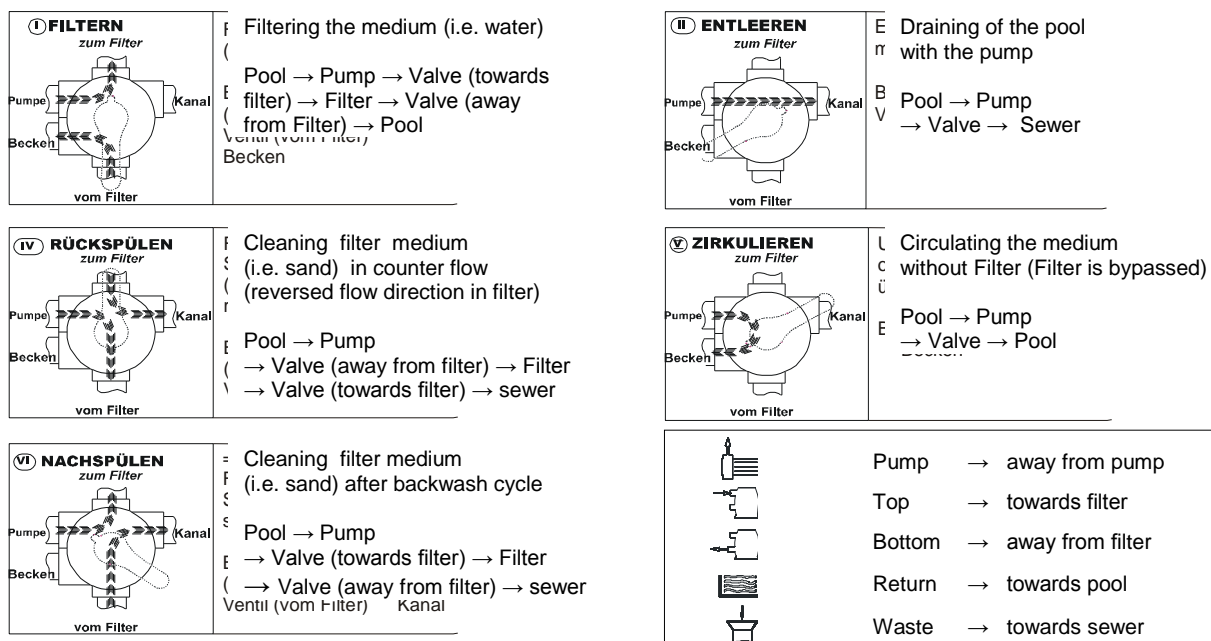 I FILTERN
zum Filter
Pumpe
Kanal
Becken
vom Filter
Filtering the medium (i.e. water)
Pool → Pump → Valve (towards
filter) → Filter → Valve (away
from Filter) → Pool
Ventil (vom Filter)
Becken
II ENTLEEREN
zum Filter
Pumpe
Kanal
Becken
vom Filter
Draining of the pool
with the pump
Pool → Pump
→ Valve → Sewer
IV RÜCKSPÜLEN
zum Filter
Pumpe
Kanal
Becken
vom Filter
Cleaning filter medium
(i.e. sand) in counter flow
(reversed flow direction in filter)
Pool → Pump
→ Valve (away from filter) → Filter
→ Valve (towards filter) → sewer
V ZIRKULIEREN
zum Filter
Pumpe
Kanal
Becken
vom Filter
Circulating the medium
without Filter (Filter is bypassed)
Pool → Pump
→ Valve → Pool
VI NACHSPÜLEN
zum Filter
Pumpe
Kanal
Becken
vom Filter
Cleaning filter medium
(i.e. sand) after backwash cycle
Pool → Pump
→ Valve (towards filter) → Filter
→ Valve (away from filter) → sewer
Ventil (vom Filter) Kanal
Pump → away from pump
Top → towards filter
Bottom → away from filter
Return → towards pool
Waste → towards sewer